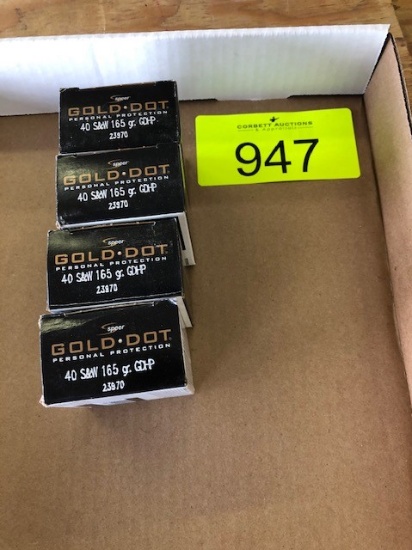 speer
GOLD DOT
PERSONAL PROTECTION
40 S&W 165 gr. GDHP
23970
speer
GOLD DOT
PERSONAL PROTECTION
40 S&W 165 gr. GDHP
23970
speer
GOLD DOT
PERSONAL PROTECTION
40 S&W 165 gr. GDHP
23970
speer
GOLD DOT
PERSONAL PROTECTION
40 S&W 165 gr. GDHP
23970
CORBETT AUCTIONS
& Appraisals
947